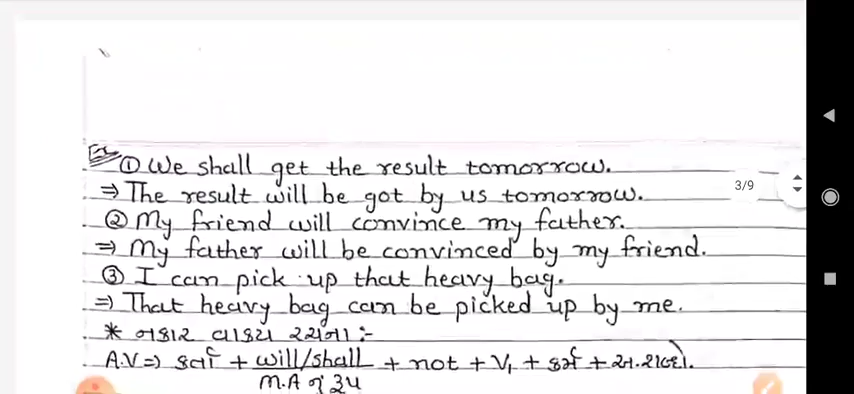 Ex ① We shall get the result tomorrow.
⇒ The result will be got by us tomorrow.
3/9
② My friend will convince my father.
⇒ My father will be convinced by my friend.
③ I can pick up that heavy bag.
⇒ That heavy bag can be picked up by me.
* નકાર વાક્ય રચના :-
A.V ⇒ કર્તા + will/shall + not + V₁ + કર્મ + અ.શબ્દો.
M.A નું રૂપ